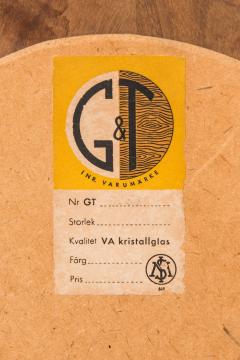 G&T
INR. VARUMÄRKE
Nr GT
Storlek
Kvalitet VA kristallglas
Färg
Pris